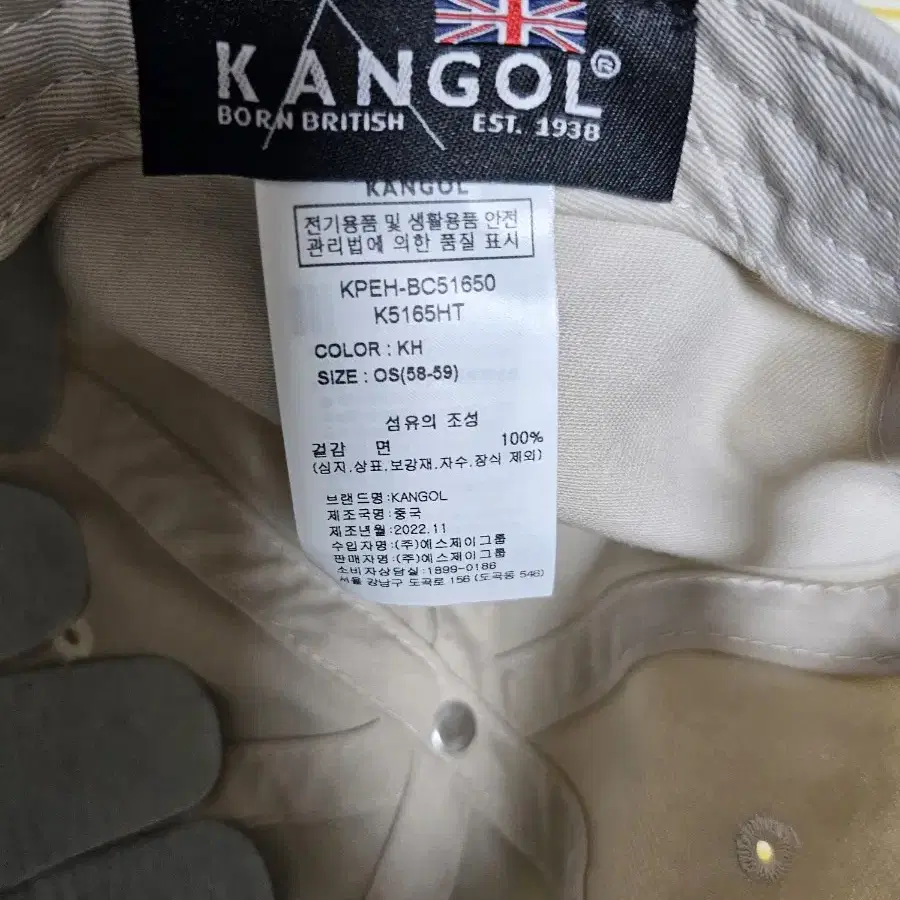 KANGOL®
BORN BRITISH EST. 1938
KANGOL
전기용품 및 생활용품 안전
관리법에 의한 품질 표시
KPEH-BC51650
K5165HT
COLOR : KH
SIZE : OS(58-59)
섬유의 조성
겉감 면 100%
(심지,상표,보강재,자수,장식 제외)
브랜드명:KANGOL
제조국명:중국
제조년월:2022.11
수입자명:(주)에스제이그룹
판매자명:(주)에스제이그룹
소비자상담실:1899-0186
서울 강남구 도곡로 156 (도곡동 546)